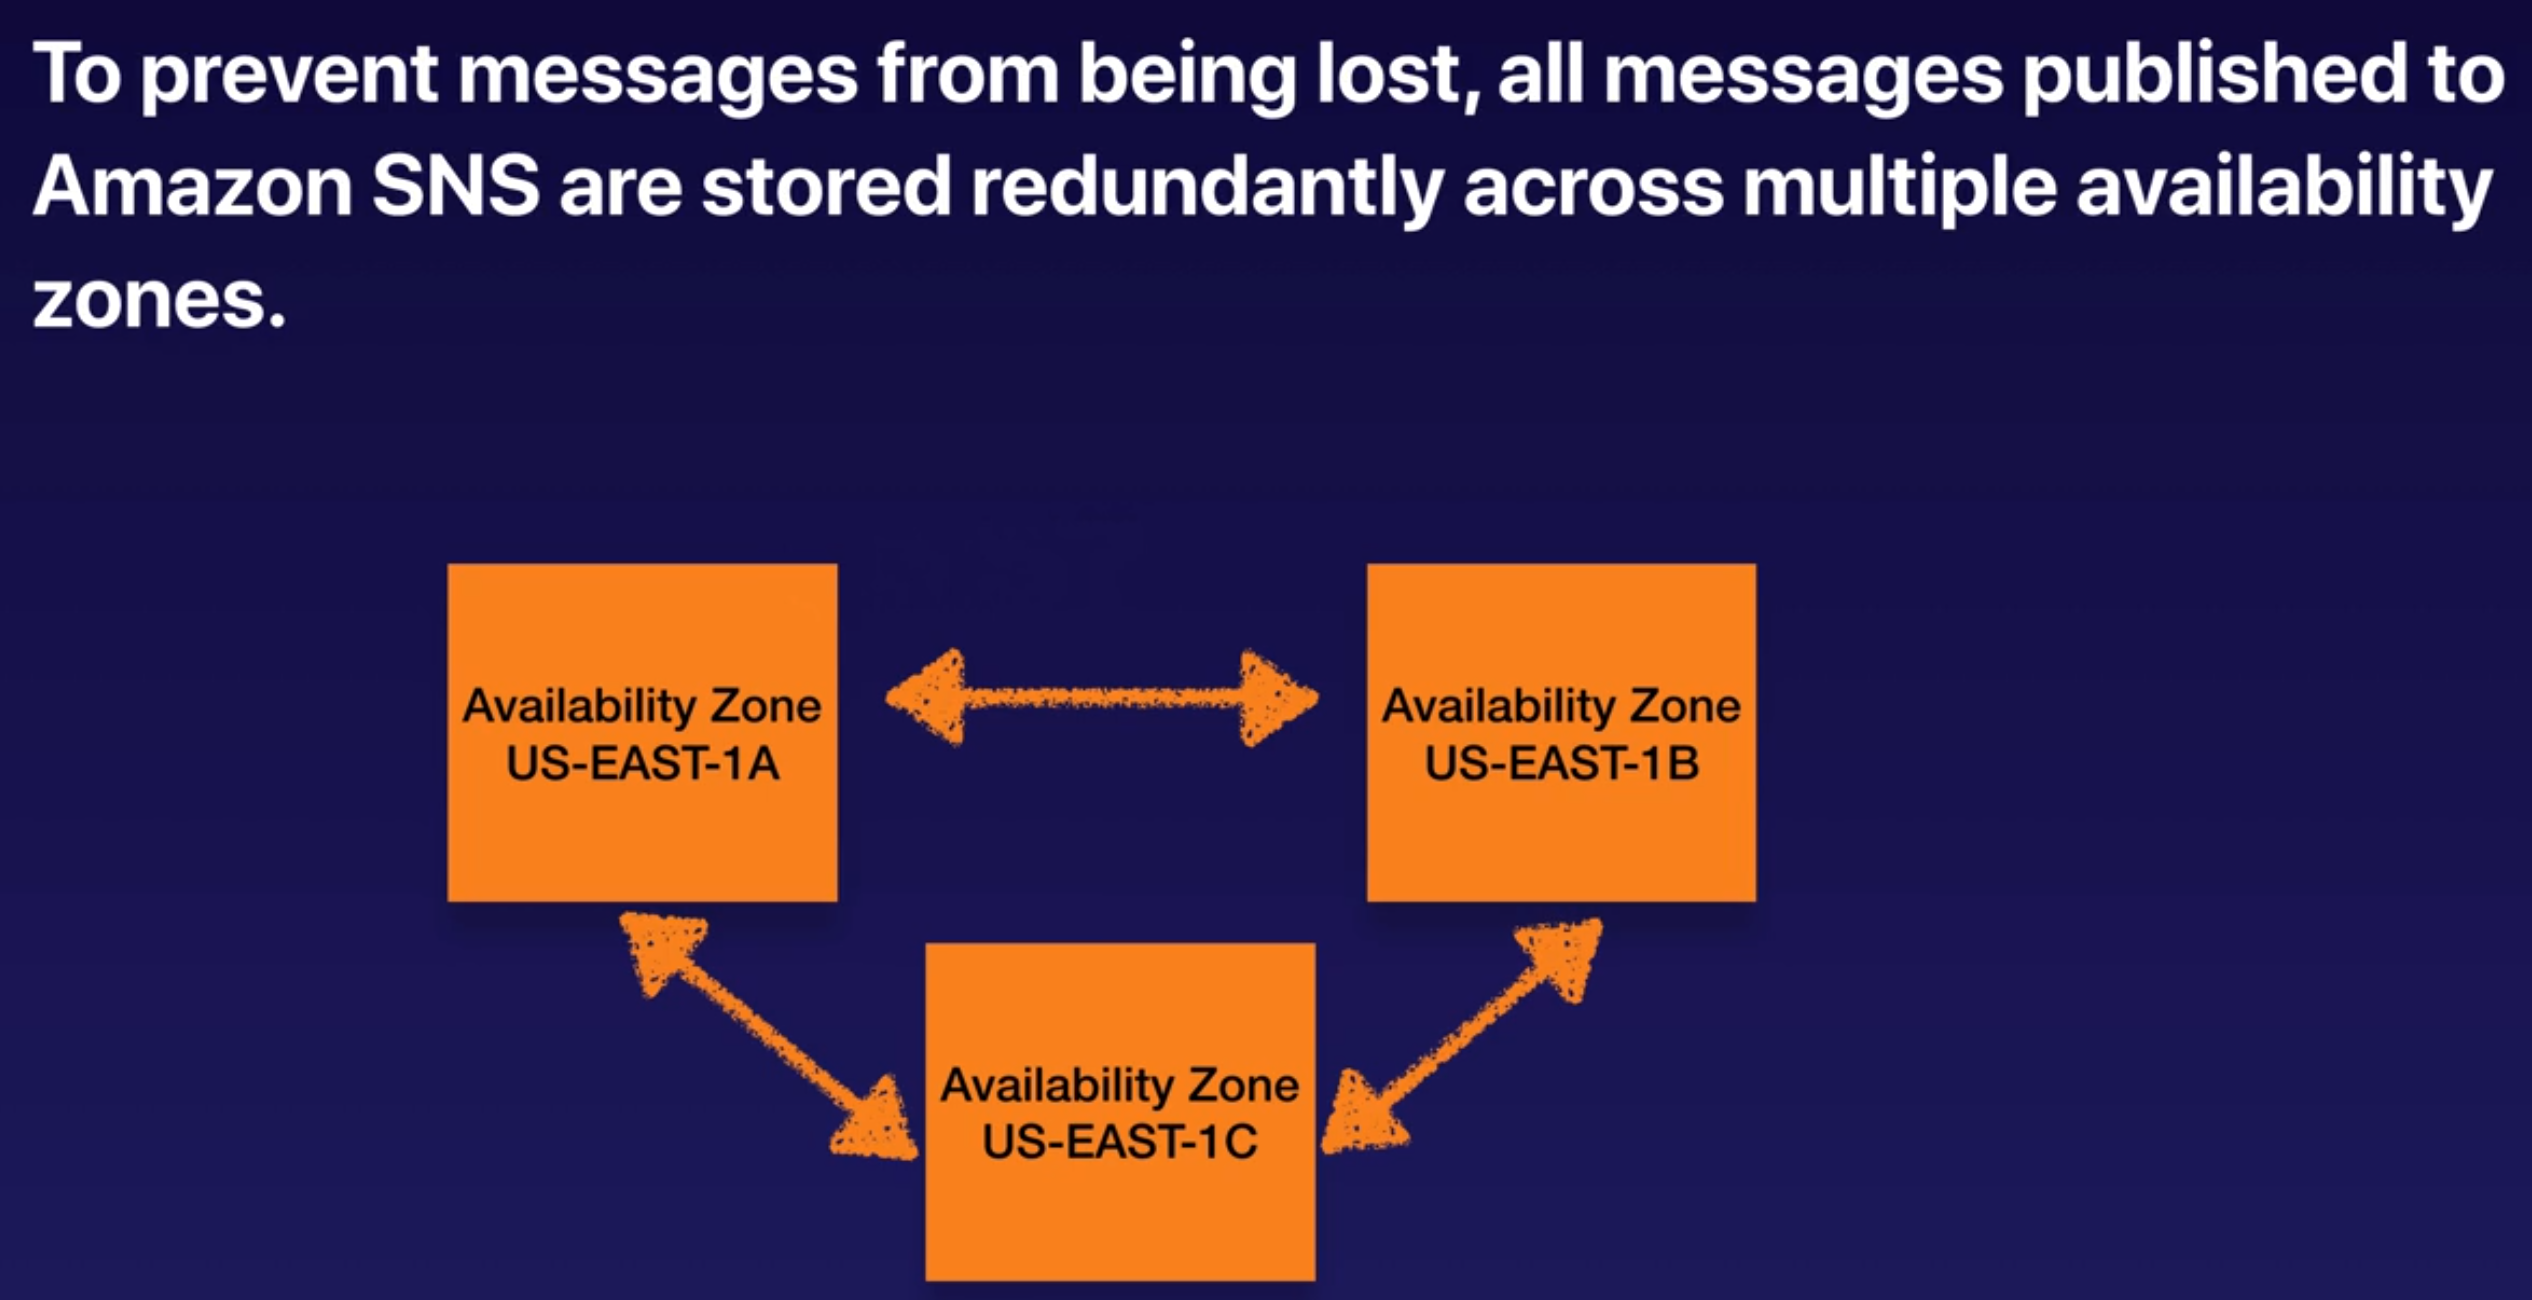 To prevent messages from being lost, all messages published to
Amazon SNS are stored redundantly across multiple availability
zones.
Availability Zone
US-EAST-1A
Availability Zone
US-EAST-1B
Availability Zone
US-EAST-1C